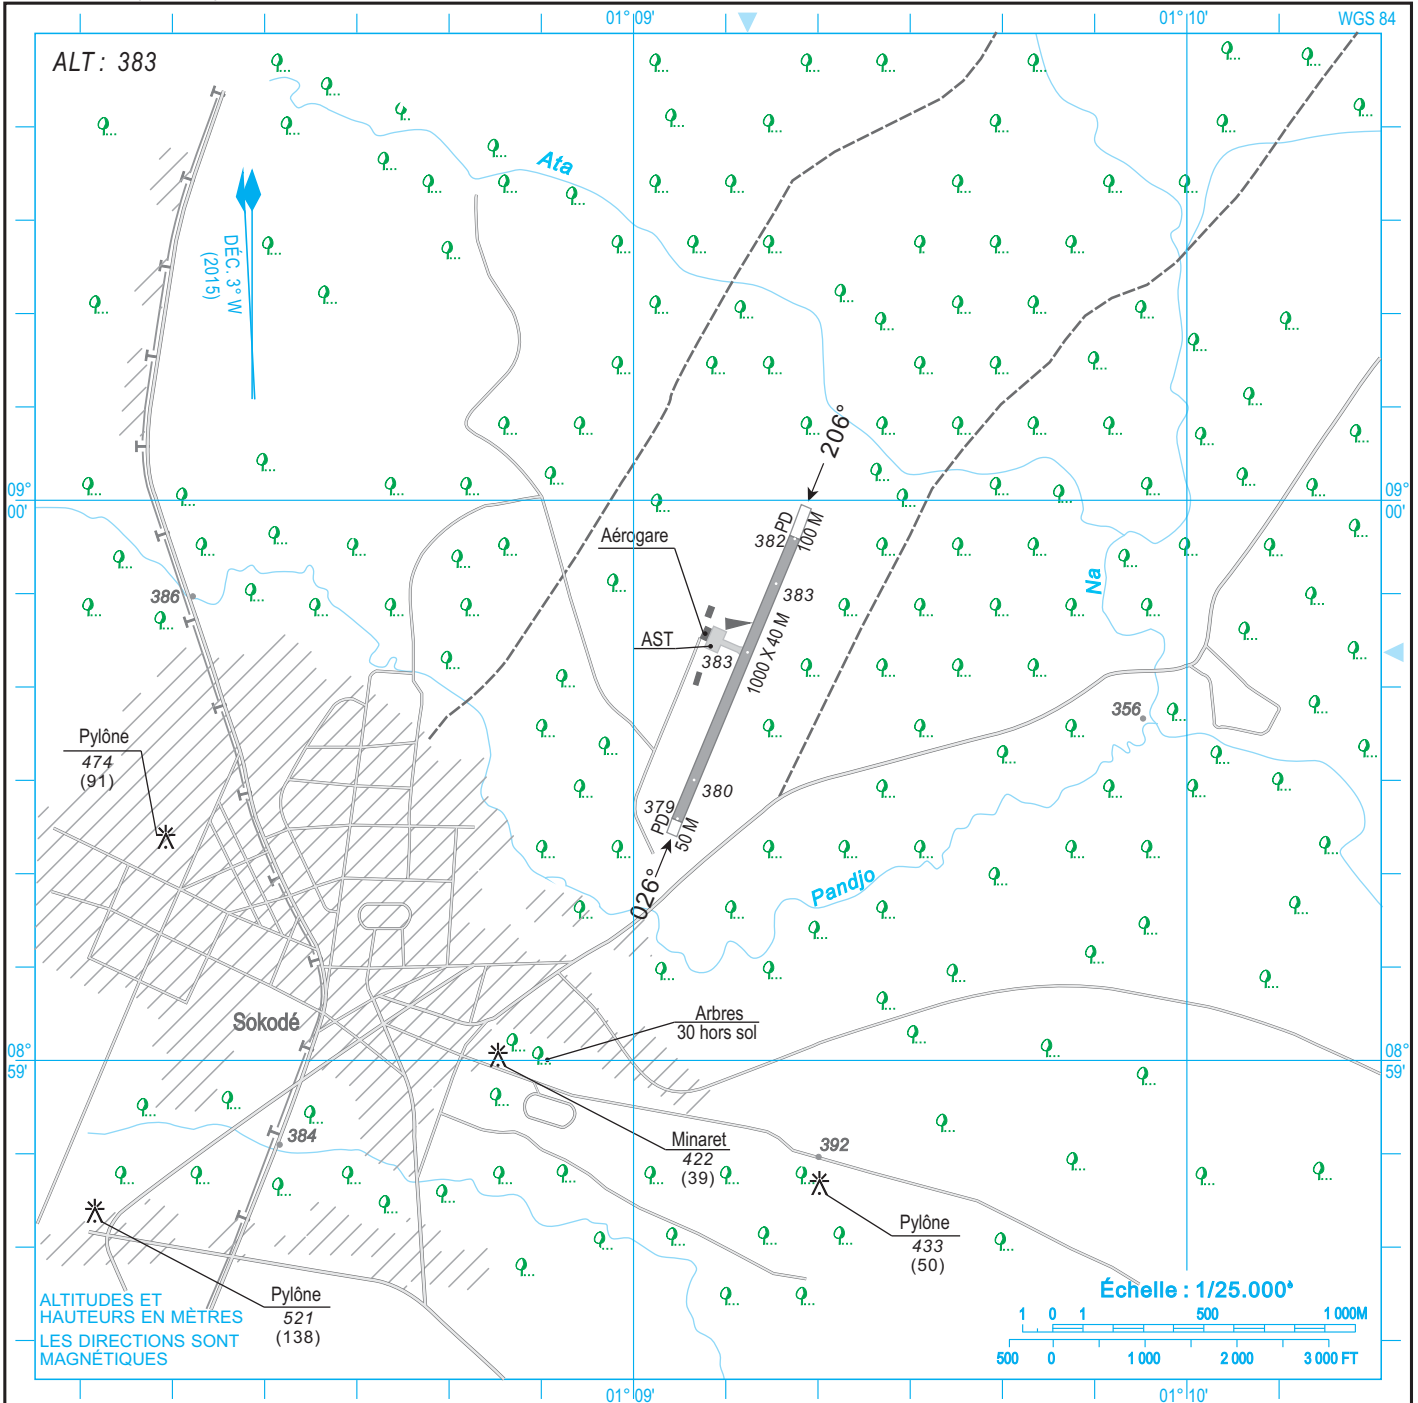 01° 09'
01° 10'
WGS 84
ALT : 383
Ata
DÉC. 3° W
(2015)
206°
09°
00'
09°
00'
PD
100 M
382
Aérogare
383
Na
386
AST
383
1000 X 40 M
356
Pylône
474
(91)
380
379
PD
50 M
026°
Pandjo
Sokodé
Arbres
30 hors sol
08°
59'
08°
59'
384
Minaret
422
(39)
392
Pylône
433
(50)
Pylône
521
(138)
ALTITUDES ET
HAUTEURS EN MÈTRES
LES DIRECTIONS SONT
MAGNÉTIQUES
Échelle : 1/25.000è
1 0 1 500 1 000M
500 0 1 000 2 000 3 000 FT
01° 09'
01° 10'